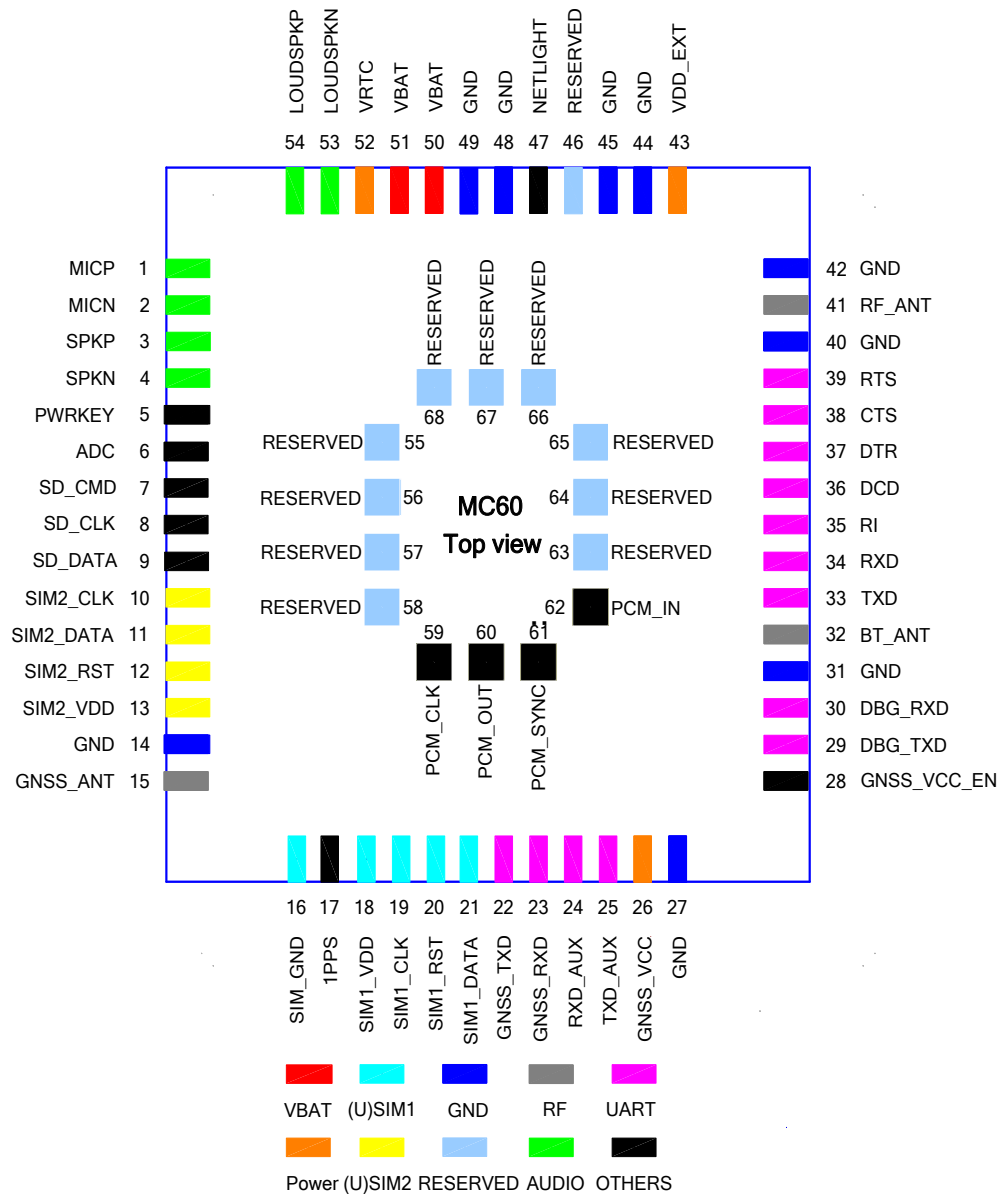 LOUDSPKP
LOUDSPKN
VRTC
VBAT
VBAT
GND
GND
NETLIGHT
RESERVED
GND
GND
VDD_EXT
54 53 52 51 50 49 48 47 46 45 44 43
MICP 1
MICN 2
SPKP 3
SPKN 4
PWRKEY 5
ADC 6
SD_CMD 7
SD_CLK 8
SD_DATA 9
SIM2_CLK 10
SIM2_DATA 11
SIM2_RST 12
SIM2_VDD 13
GND 14
GNSS_ANT 15
RESERVED
RESERVED
RESERVED
68 67 66
RESERVED 55
RESERVED 56
RESERVED 57
RESERVED 58
MC60
Top view
65 RESERVED
64 RESERVED
63 RESERVED
62 PCM_IN
59 60 61
PCM_CLK
PCM_OUT
PCM_SYNC
42 GND
41 RF_ANT
40 GND
39 RTS
38 CTS
37 DTR
36 DCD
35 RI
34 RXD
33 TXD
32 BT_ANT
31 GND
30 DBG_RXD
29 DBG_TXD
28 GNSS_VCC_EN
16 17 18 19 20 21 22 23 24 25 26 27
SIM_GND
1PPS
SIM1_VDD
SIM1_CLK
SIM1_RST
SIM1_DATA
GNSS_TXD
GNSS_RXD
RXD_AUX
TXD_AUX
GNSS_VCC
GND
VBAT (U)SIM1 GND RF UART
Power (U)SIM2 RESERVED AUDIO OTHERS